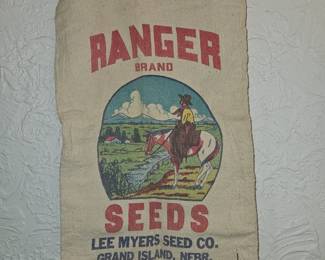 RANGER
BRAND
SEEDS
LEE MYERS SEED CO.
GRAND ISLAND, NEBR.